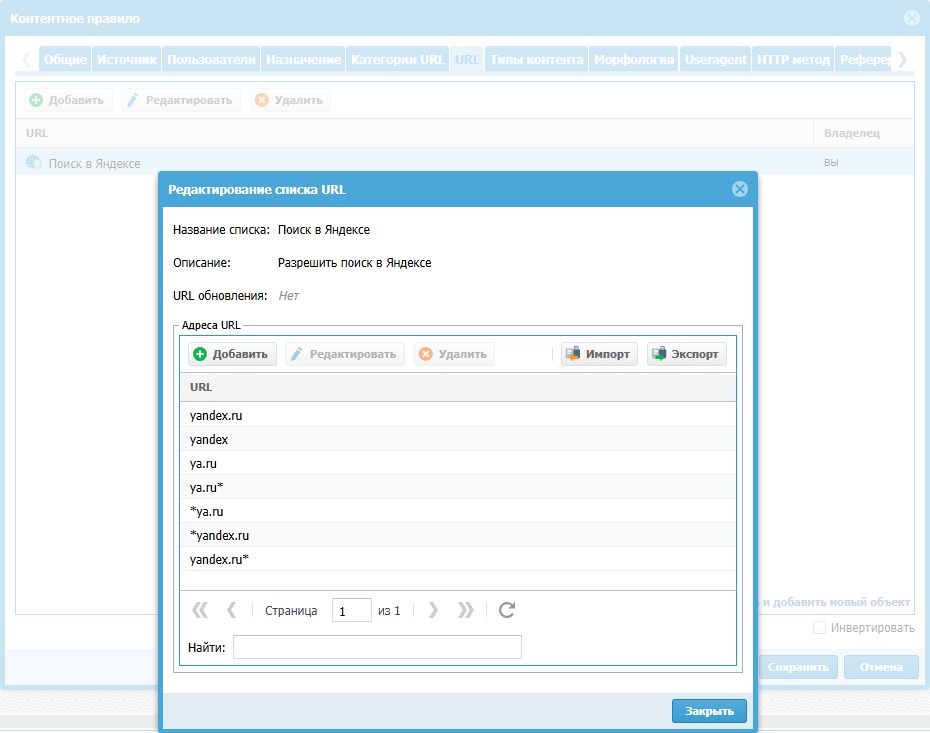 Контентное правило
Общие Источник Пользователи Назначение Категории URL URL Типы контента Морфология Useragent HTTP метод
Добавить Редактировать Удалить
URL Владелец
Поиск в Яндексе вы
Редактирование списка URL
Название списка: Поиск в Яндексе
Описание: Разрешить поиск в Яндексе
URL обновления: Нет
Адреса URL
Добавить Редактировать Удалить Импорт Экспорт
URL
yandex.ru
yandex
ya.ru
ya.ru*
*ya.ru
*yandex.ru
yandex.ru*
Страница 1 из 1
и добавить новый объект
Инвертировать
Найти:
Сохранить Отмена
Закрыть